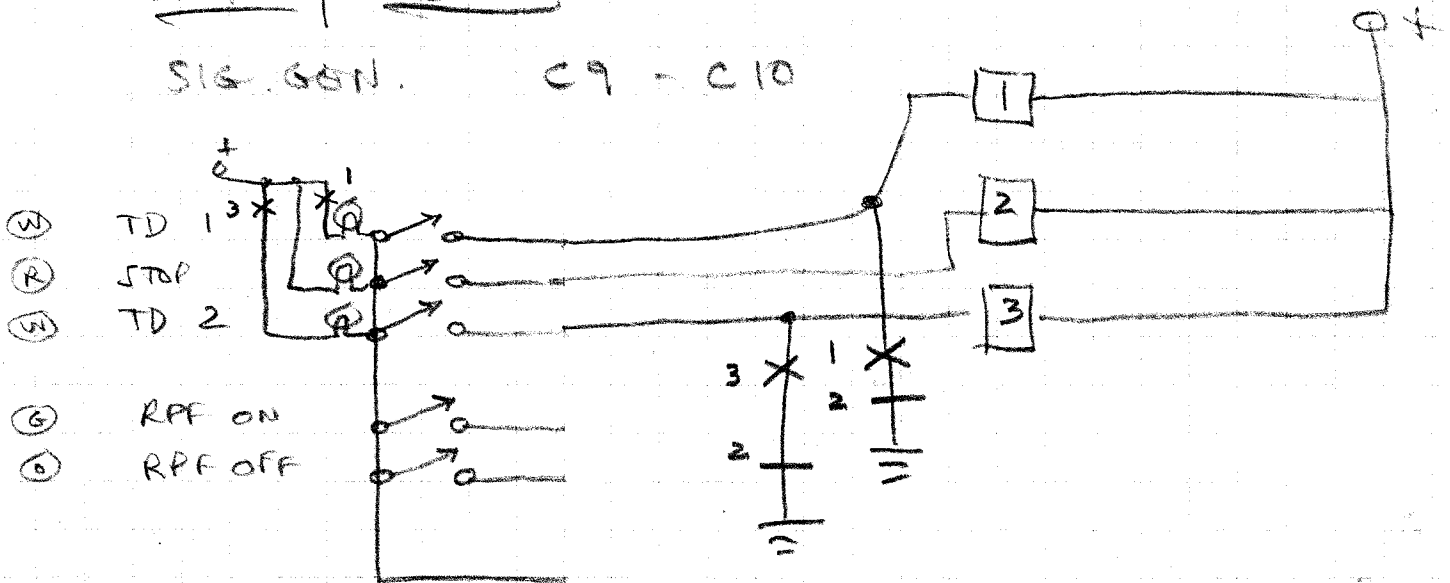 +
SIG. GEN. C9 - C10
1
+
1
2
W TD 1 3
R STOP
W TD 2
3
3 1
2
G RPF ON
O RPF OFF
2